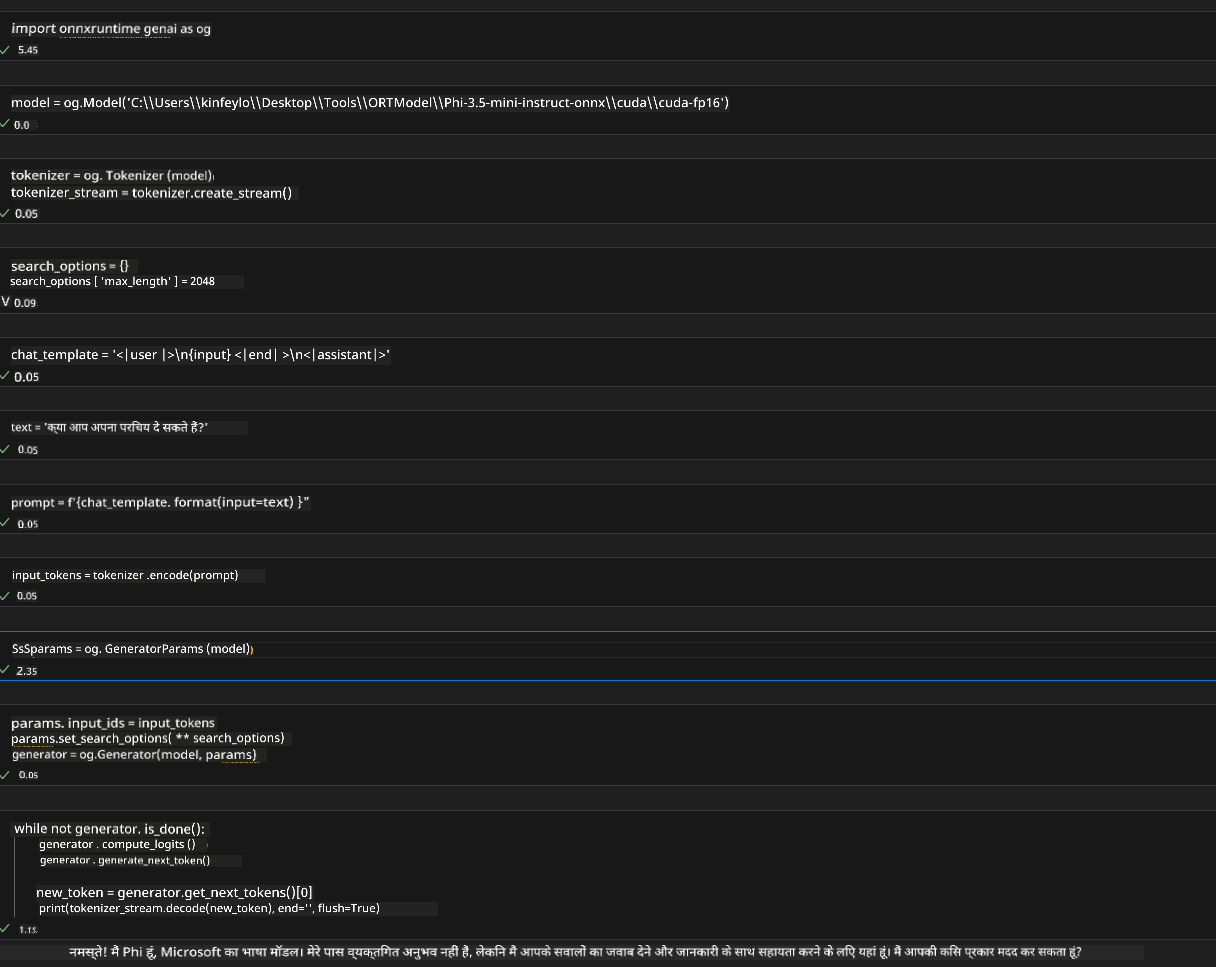 import onnxruntime genai as og
✓ 5.45
model = og.Model('C:\\Users\\kinfeylo\\Desktop\\Tools\\ORTModel\\Phi-3.5-mini-instruct-onnx\\cuda\\cuda-fp16')
✓ 0.0
tokenizer = og. Tokenizer (model)
tokenizer_stream = tokenizer.create_stream()
✓ 0.05
search_options = {}
search_options [ 'max_length' ] = 2048
V 0.09
chat_template = '<|user |>\n{input} <|end| >\n<|assistant|>'
✓ 0.05
text = 'क्या आप अपना परिचय दे सकते हैं?'
✓ 0.05
prompt = f'{chat_template. format(input=text) }"
✓ 0.05
input_tokens = tokenizer .encode(prompt)
✓ 0.05
SsSparams = og. GeneratorParams (model))
✓ 2.35
params. input_ids = input_tokens
params.set_search_options( ** search_options)
generator = og.Generator(model, params)
✓ 0.05
while not generator. is_done():
generator . compute_logits ()
generator . generate_next_token()
new_token = generator.get_next_tokens()[0]
print(tokenizer_stream.decode(new_token), end='', flush=True)
✓ 1.1s
नमस्ते! मैं Phi हूं, Microsoft का भाषा मॉडल। मेरे पास व्यक्तिगत अनुभव नहीं है, लेकिन मै आपके सवालों का जवाब देने और जानकारी के साथ सहायता करने के लिए यहां हूं। मैं आपकी किस प्रकार मदद कर सकता हूं?